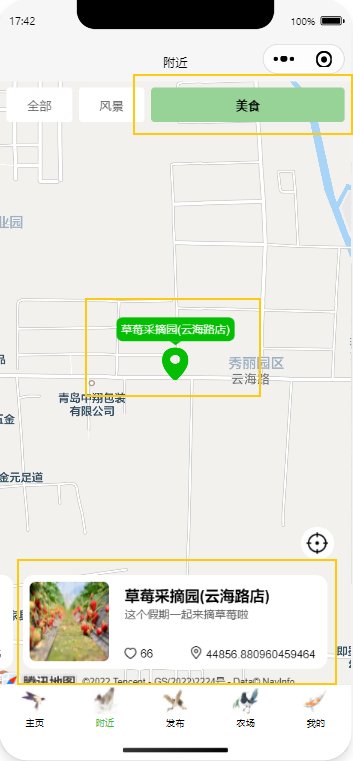 17:42
100%
附近
全部
风景
美食
业园
草莓采摘园(云海路店)
秀丽园区
云海路
品
青岛中翔包装
有限公司
五金
金元足道
草莓采摘园(云海路店)
这个假期一起来摘草莓啦
66
44856.880960459464
即墨
腾讯地图
©2022 Tencent - GS(2022)2224号 - Data© NavInfo
主页
附近
发布
农场
我的